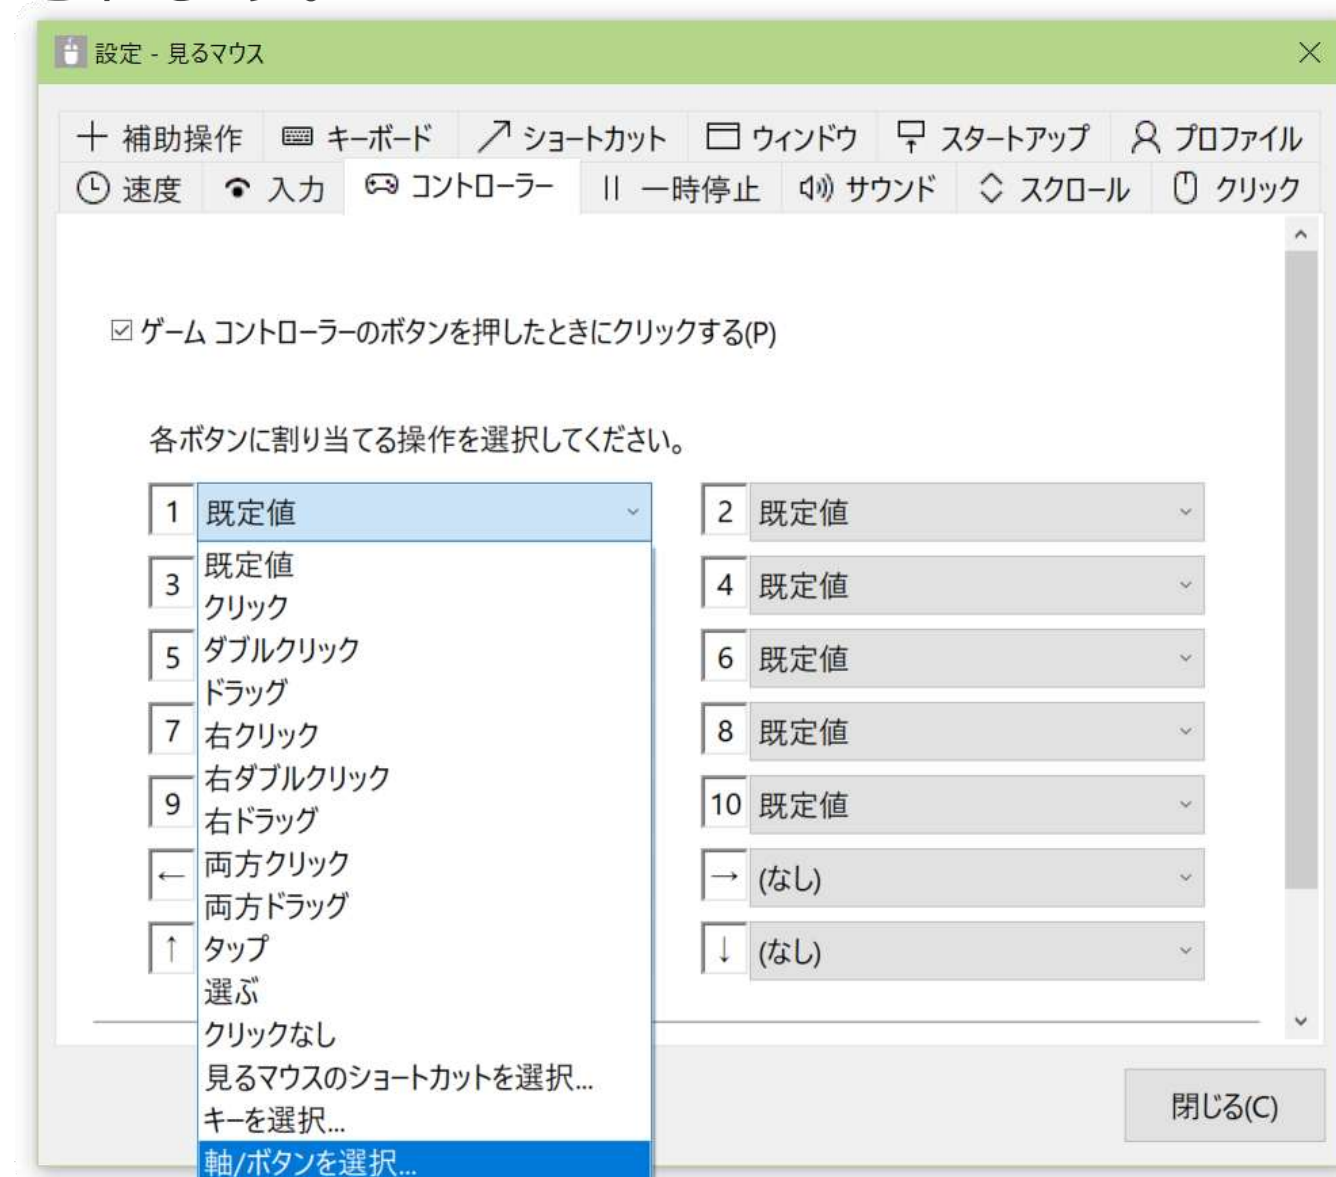 設定 - 見るマウス
補助操作 キーボード ショートカット ウィンドウ スタートアップ プロファイル
速度 入力 コントローラー 一時停止 サウンド スクロール クリック
ゲーム コントローラーのボタンを押したときにクリックする(P)
各ボタンに割り当てる操作を選択してください。
1 既定値 2 既定値
既定値
3 4 既定値
クリック
5 ダブルクリック 6 既定値
ドラッグ
7 右クリック 8 既定値
右ダブルクリック
9 10 既定値
右ドラッグ
← 両方クリック → (なし)
両方ドラッグ
↑ タップ ↓ (なし)
選ぶ
クリックなし
見るマウスのショートカットを選択...
キーを選択...
軸/ボタンを選択...
閉じる(C)